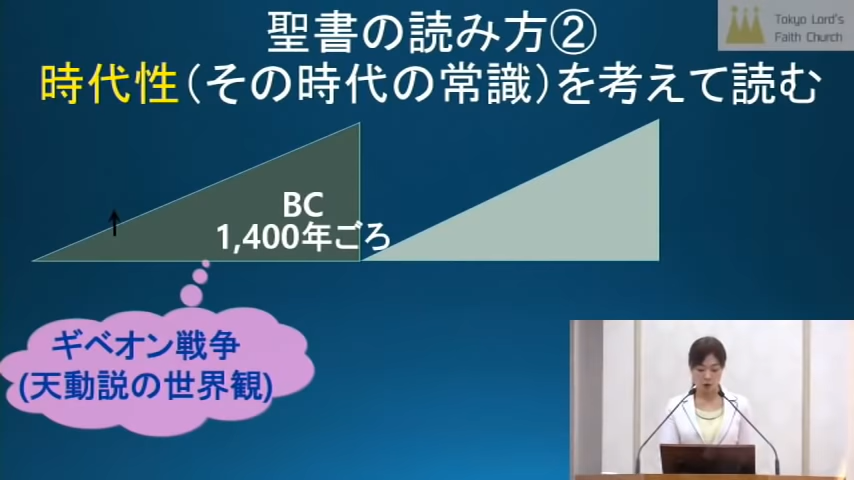 聖書の読み方②
Tokyo Lord's
Faith Church
時代性(その時代の常識)を考えて読む
BC
1,400年ごろ
ギベオン戦争
(天動説の世界観)